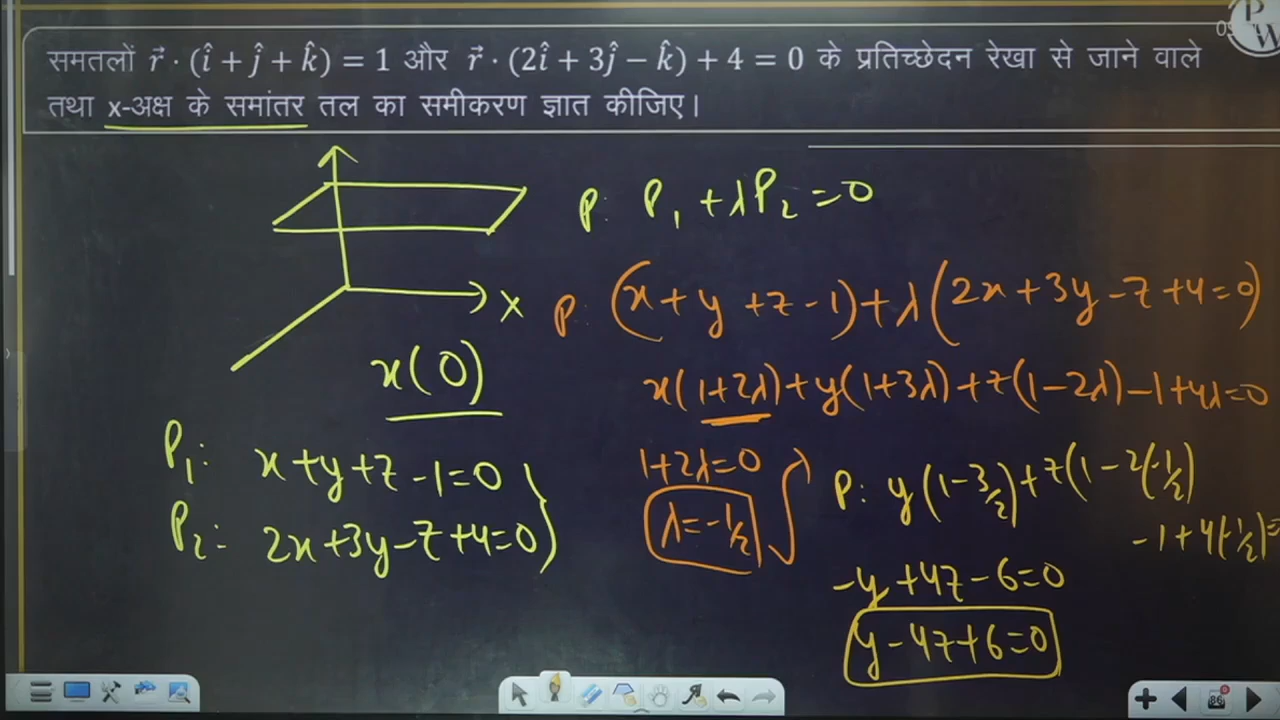 समतलों r⃗ · (î + ĵ + k̂) = 1 और r⃗ · (2î + 3ĵ − k̂) + 4 = 0 के प्रतिच्छेदन रेखा से जाने वाले
तथा x-अक्ष के समांतर तल का समीकरण ज्ञात कीजिए।
P: P₁ + λP₂ = 0
X
P: (x + y + z - 1) + λ(2x + 3y - z + 4 = 0)
x(0)
x(1+2λ) + y(1+3λ) + z(1-2λ) - 1 + 4λ = 0
P₁: x + y + z - 1 = 0
P₂: 2x + 3y - z + 4 = 0
1+2λ=0
λ = -1/2
P: y(1-3/2) + z(1-2(-1/2)
-1+4(-1/2)=
-y + 4z - 6 = 0
y - 4z + 6 = 0
PW
86